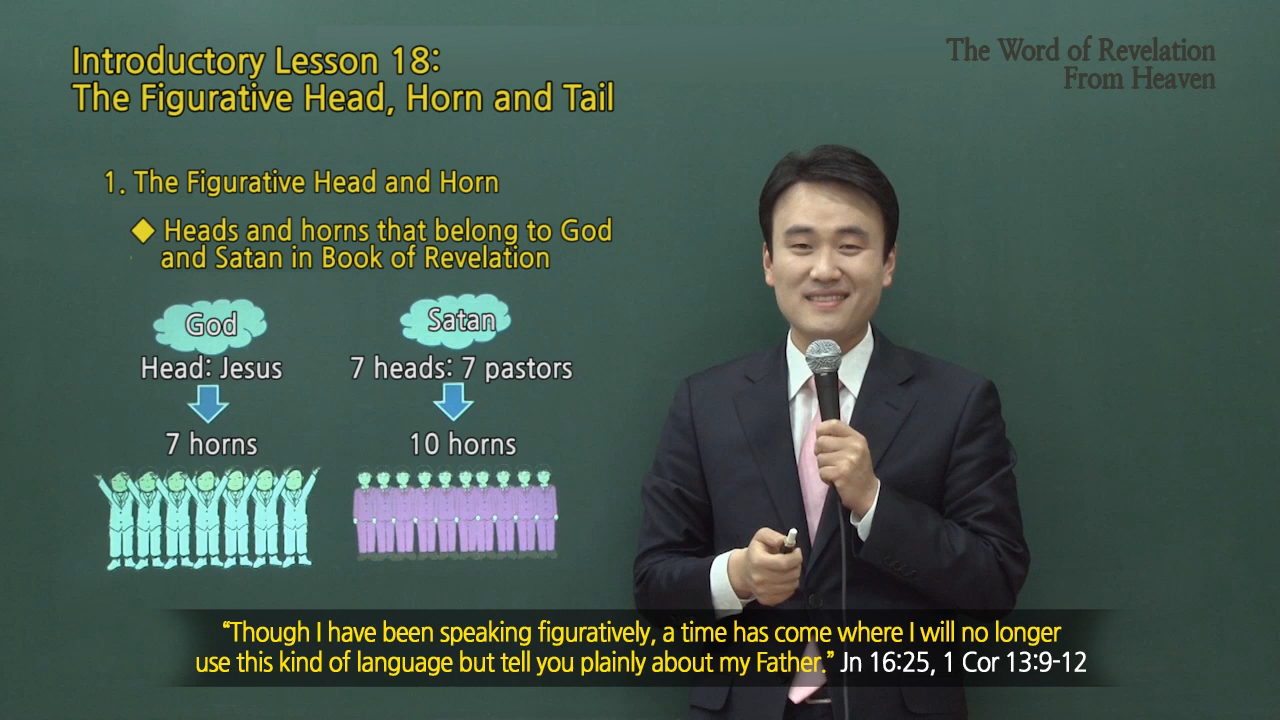 Introductory Lesson 18:
The Figurative Head, Horn and Tail
The Word of Revelation
From Heaven
1. The Figurative Head and Horn
◆ Heads and horns that belong to God
and Satan in Book of Revelation
God
Head: Jesus
7 horns
Satan
7 heads: 7 pastors
10 horns
“Though I have been speaking figuratively, a time has come where I will no longer
use this kind of language but tell you plainly about my Father.” Jn 16:25, 1 Cor 13:9-12